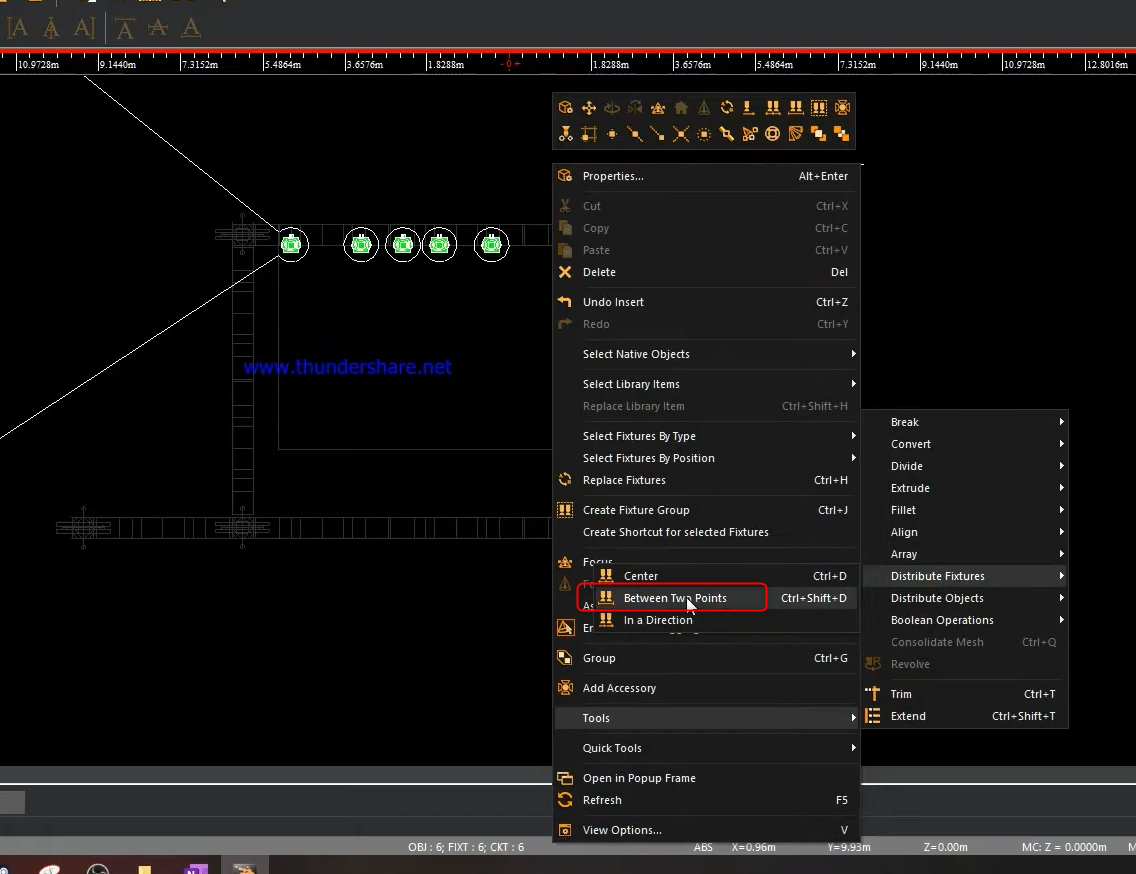 A A A A A A
10.9728m 9.1440m 7.3152m 5.4864m 3.6576m 1.8288m -0+ 1.8288m 3.6576m 5.4864m 7.3152m 9.1440m 10.9728m 12.8016m
Properties... Alt+Enter
Cut Ctrl+X
Copy Ctrl+C
Paste Ctrl+V
Delete Del
Undo Insert Ctrl+Z
Redo Ctrl+Y
Select Native Objects
www.thundershare.net
Select Library Items
Replace Library Item Ctrl+Shift+H
Select Fixtures By Type
Select Fixtures By Position
Replace Fixtures Ctrl+H
Create Fixture Group Ctrl+J
Create Shortcut for selected Fixtures
Focus
Center Ctrl+D
Between Two Points Ctrl+Shift+D
In a Direction
Group Ctrl+G
Add Accessory
Tools
Quick Tools
Open in Popup Frame
Refresh F5
View Options... V
Break
Convert
Divide
Extrude
Fillet
Align
Array
Distribute Fixtures
Distribute Objects
Boolean Operations
Consolidate Mesh Ctrl+Q
Revolve
Trim Ctrl+T
Extend Ctrl+Shift+T
OBJ : 6; FIXT : 6; CKT : 6 ABS X=0.96m Y=9.93m Z=0.00m MC: Z = 0.0000m M